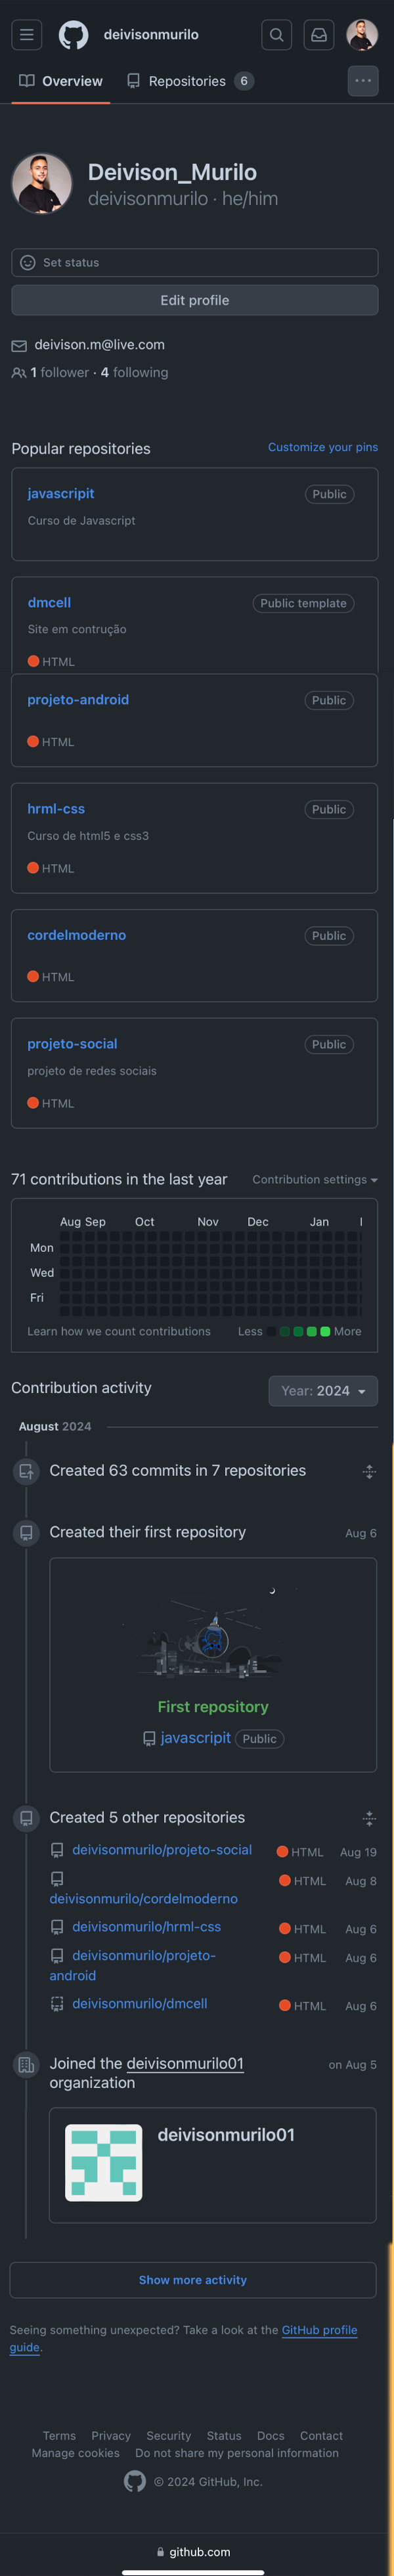 deivisonmurilo
Overview
Repositories 6
Deivison_Murilo
deivisonmurilo · he/him
Set status
Edit profile
deivison.m@live.com
1 follower · 4 following
Popular repositories
Customize your pins
javascripit
Public
Curso de Javascript
dmcell
Public template
Site em contrução
HTML
projeto-android
Public
HTML
hrml-css
Public
Curso de html5 e css3
HTML
cordelmoderno
Public
HTML
projeto-social
Public
projeto de redes sociais
HTML
71 contributions in the last year
Contribution settings
Aug Sep Oct Nov Dec Jan
Mon
Wed
Fri
Learn how we count contributions
Less More
Contribution activity
Year: 2024
August 2024
Created 63 commits in 7 repositories
Created their first repository
Aug 6
First repository
javascripit Public
Created 5 other repositories
deivisonmurilo/projeto-social
HTML Aug 19
deivisonmurilo/cordelmoderno
HTML Aug 8
deivisonmurilo/hrml-css
HTML Aug 6
deivisonmurilo/projeto-
android
HTML Aug 6
deivisonmurilo/dmcell
HTML Aug 6
Joined the deivisonmurilo01
organization
on Aug 5
deivisonmurilo01
Show more activity
Seeing something unexpected? Take a look at the GitHub profile
guide.
Terms Privacy Security Status Docs Contact
Manage cookies Do not share my personal information
© 2024 GitHub, Inc.
github.com